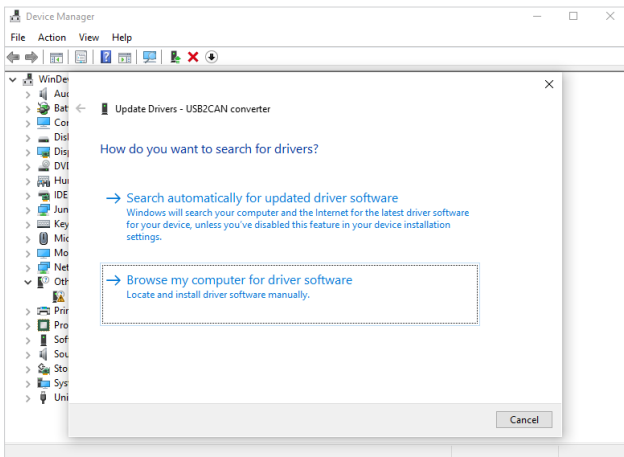 Device Manager
File Action View Help
WinDe
Aud
Bat
Cor
Disl
Disp
DVI
Hur
IDE
Jun
Key
Mic
Mo
Net
Oth
Prin
Pro
Sof
Sou
Sto
Sys
Uni
Update Drivers - USB2CAN converter
How do you want to search for drivers?
Search automatically for updated driver software
Windows will search your computer and the Internet for the latest driver software
for your device, unless you've disabled this feature in your device installation
settings.
Browse my computer for driver software
Locate and install driver software manually.
Cancel